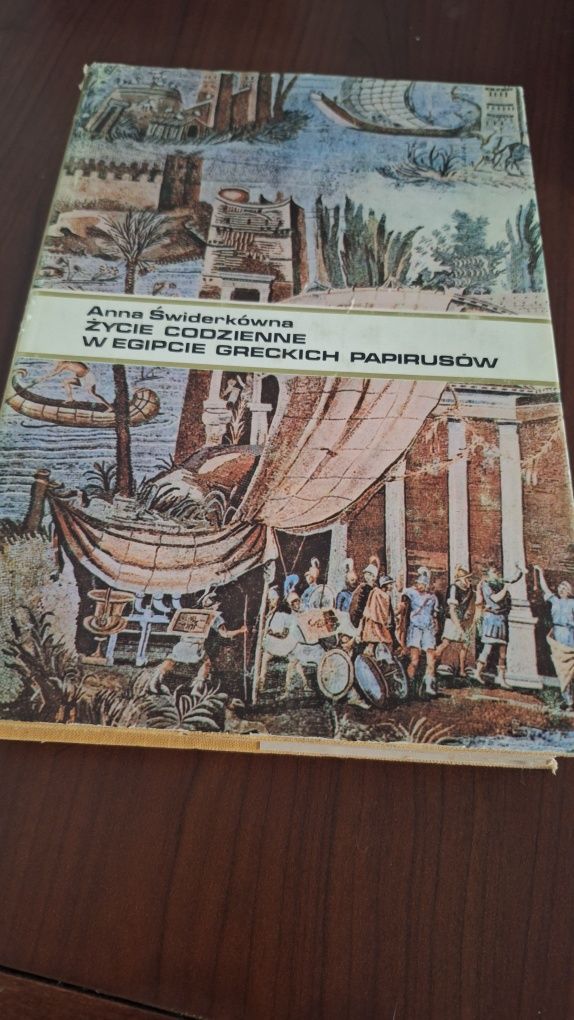 Anna Świderkówna
ŻYCIE CODZIENNE
W EGIPCIE GRECKICH PAPIRUSÓW